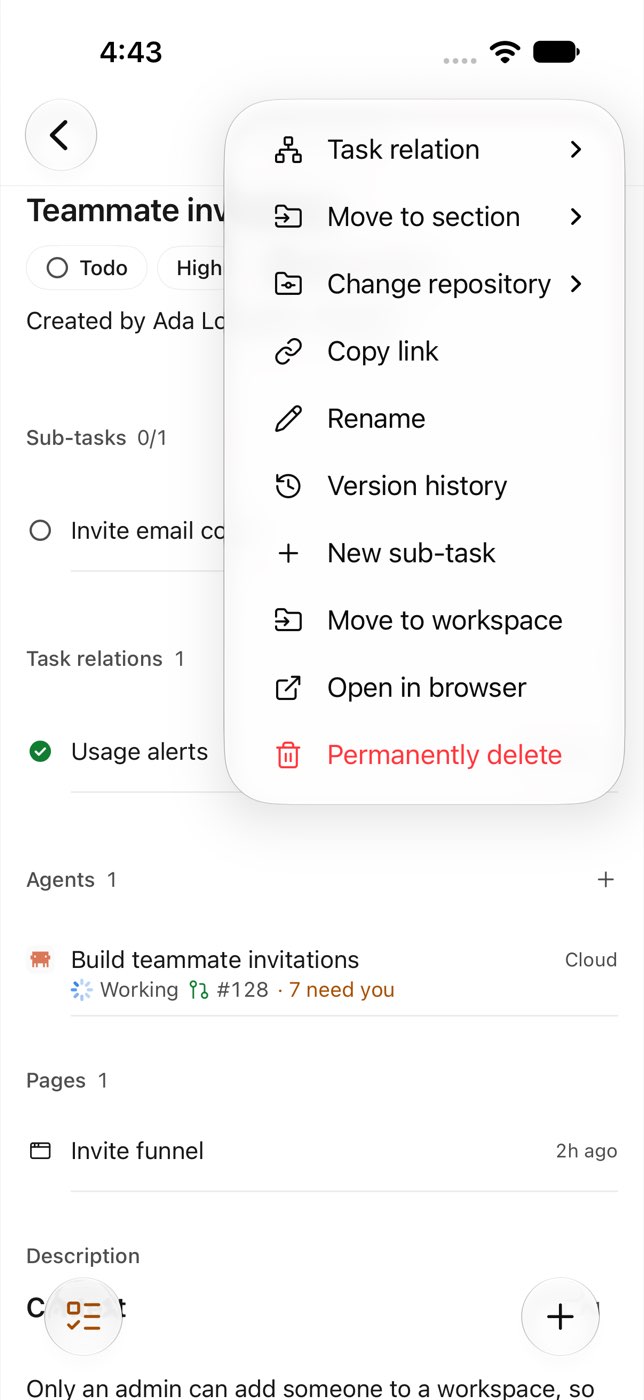 4:43
Task relation
Move to section
Change repository
Copy link
Rename
Version history
New sub-task
Move to workspace
Open in browser
Permanently delete
Teammate
Todo
High
Created by Ada
Sub-tasks 0/1
Invite email
Task relations 1
Usage alerts
Agents 1
Build teammate invitations
Cloud
Working #128 · 7 need you
Pages 1
Invite funnel
2h ago
Description
Only an admin can add someone to a workspace, so